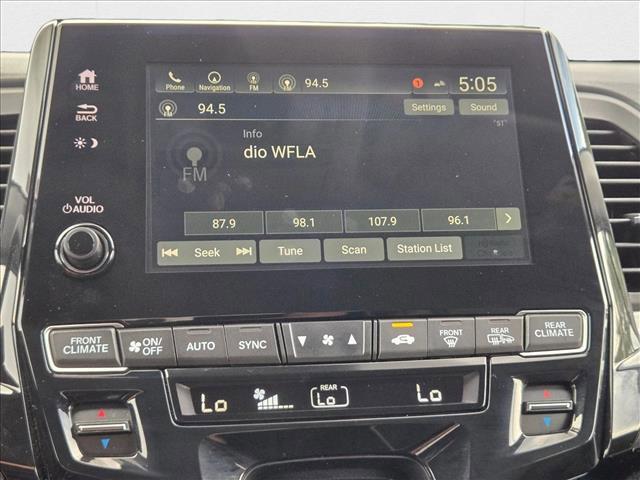 HOME
BACK
VOL
AUDIO
Phone
Navigation
FM
94.5
1
5:05
94.5
Settings
Sound
"ST"
Info
dio WFLA
FM
87.9
98.1
107.9
96.1
Seek
Tune
Scan
Station List
FRONT
CLIMATE
ON/
OFF
AUTO
SYNC
FRONT
REAR
REAR
CLIMATE
Lo
REAR
Lo
Lo